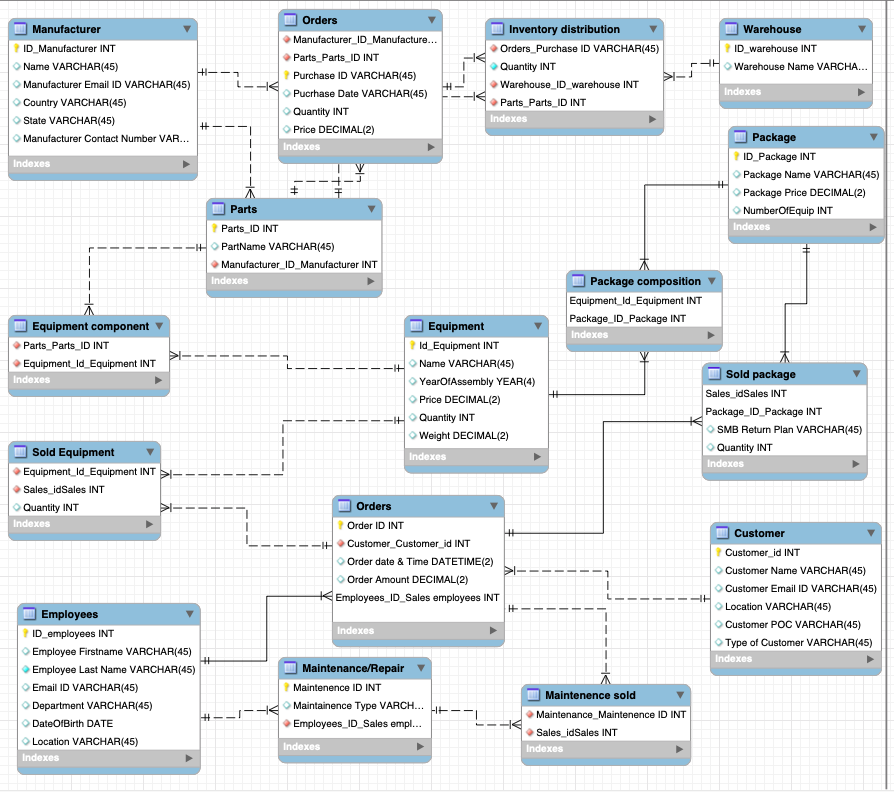 Manufacturer
ID_Manufacturer INT
Name VARCHAR(45)
Manufacturer Email ID VARCHAR(45)
Country VARCHAR(45)
State VARCHAR(45)
Manufacturer Contact Number VAR...
Indexes
Orders
Manufacturer_ID_Manufacture...
Parts_Parts_ID INT
Purchase ID VARCHAR(45)
Pucrhase Date VARCHAR(45)
Quantity INT
Price DECIMAL(2)
Indexes
Inventory distribution
Orders_Purchase ID VARCHAR(45)
Quantity INT
Warehouse_ID_warehouse INT
Parts_Parts_ID INT
Indexes
Warehouse
ID_warehouse INT
Warehouse Name VARCHA...
Indexes
Package
ID_Package INT
Package Name VARCHAR(45)
Package Price DECIMAL(2)
NumberOfEquip INT
Indexes
Parts
Parts_ID INT
PartName VARCHAR(45)
Manufacturer_ID_Manufacturer INT
Indexes
Package composition
Equipment_Id_Equipment INT
Package_ID_Package INT
Indexes
Equipment component
Parts_Parts_ID INT
Equipment_Id_Equipment INT
Indexes
Equipment
Id_Equipment INT
Name VARCHAR(45)
YearOfAssembly YEAR(4)
Price DECIMAL(2)
Quantity INT
Weight DECIMAL(2)
Indexes
Sold package
Sales_idSales INT
Package_ID_Package INT
SMB Return Plan VARCHAR(45)
Quantity INT
Indexes
Sold Equipment
Equipment_Id_Equipment INT
Sales_idSales INT
Quantity INT
Indexes
Orders
Order ID INT
Customer_Customer_id INT
Order date & Time DATETIME(2)
Order Amount DECIMAL(2)
Employees_ID_Sales employees INT
Indexes
Customer
Customer_id INT
Customer Name VARCHAR(45)
Customer Email ID VARCHAR(45)
Location VARCHAR(45)
Customer POC VARCHAR(45)
Type of Customer VARCHAR(45)
Indexes
Employees
ID_employees INT
Employee Firstname VARCHAR(45)
Employee Last Name VARCHAR(45)
Email ID VARCHAR(45)
Department VARCHAR(45)
DateOfBirth DATE
Location VARCHAR(45)
Indexes
Maintenance/Repair
Maintenence ID INT
Maintainence Type VARCH...
Employees_ID_Sales empl...
Indexes
Maintenence sold
Maintenance_Maintenence ID INT
Sales_idSales INT
Indexes